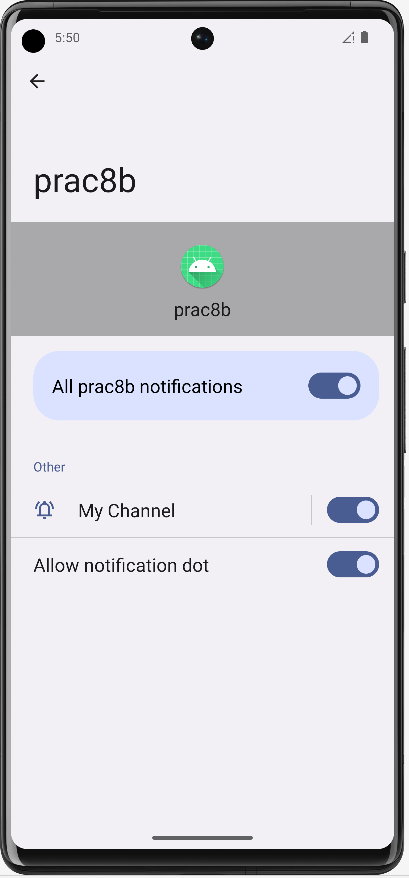 5:50
prac8b
prac8b
All prac8b notifications
Other
My Channel
Allow notification dot